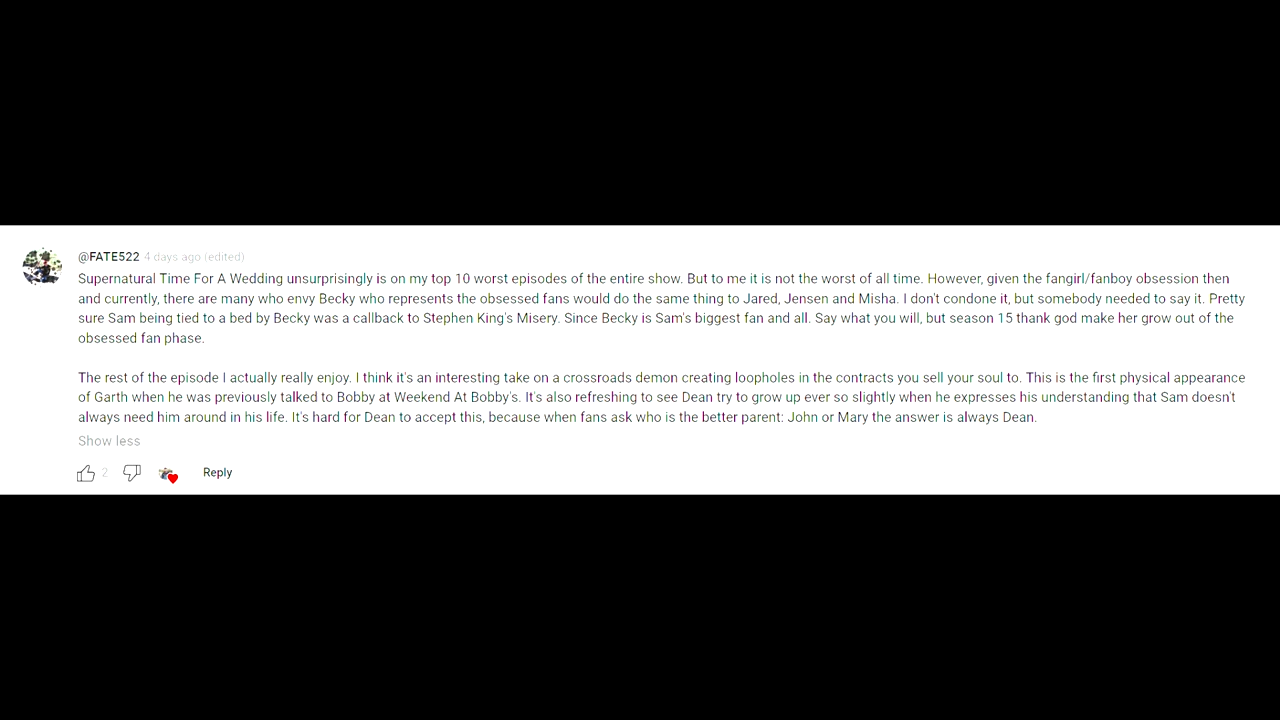 @FATE522 4 days ago (edited)
Supernatural Time For A Wedding unsurprisingly is on my top 10 worst episodes of the entire show. But to me it is not the worst of all time. However, given the fangirl/fanboy obsession then
and currently, there are many who envy Becky who represents the obsessed fans would do the same thing to Jared, Jensen and Misha. I don't condone it, but somebody needed to say it. Pretty
sure Sam being tied to a bed by Becky was a callback to Stephen King's Misery. Since Becky is Sam's biggest fan and all. Say what you will, but season 15 thank god make her grow out of the
obsessed fan phase.
The rest of the episode I actually really enjoy. I think it's an interesting take on a crossroads demon creating loopholes in the contracts you sell your soul to. This is the first physical appearance
of Garth when he was previously talked to Bobby at Weekend At Bobby's. It's also refreshing to see Dean try to grow up ever so slightly when he expresses his understanding that Sam doesn't
always need him around in his life. It's hard for Dean to accept this, because when fans ask who is the better parent: John or Mary the answer is always Dean.
Show less
2 Reply